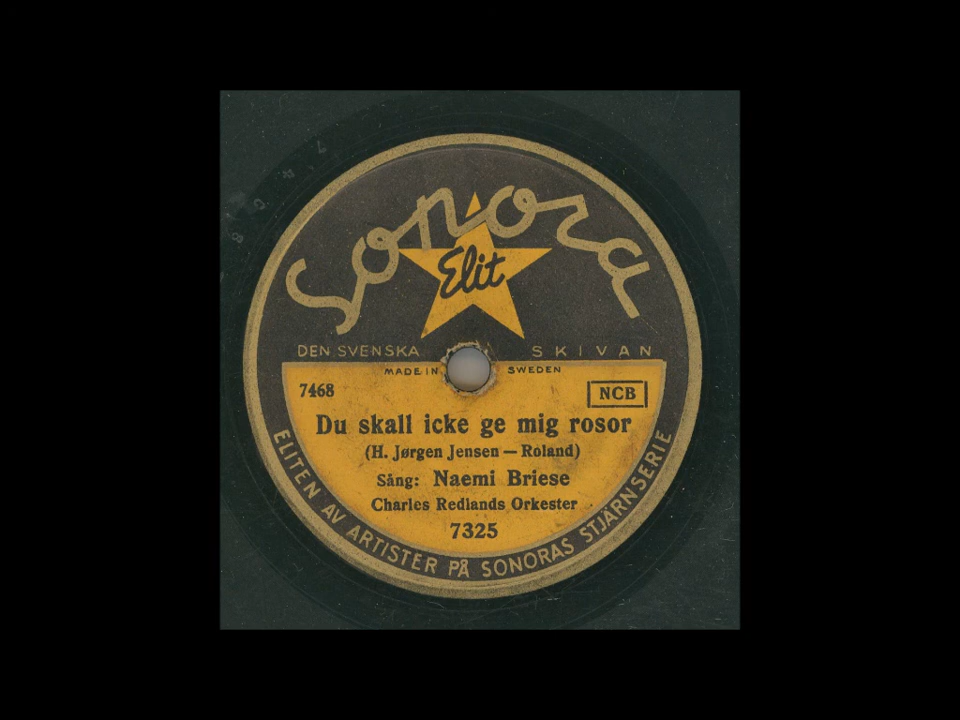 Sonora
Elit
DEN SVENSKA SKIVAN
MADE IN SWEDEN
7468
NCB
Du skall icke ge mig rosor
(H. Jørgen Jensen — Roland)
Sång: Naemi Briese
Charles Redlands Orkester
7325
ELITEN AV ARTISTER PÅ SONORAS STJÄRNSERIE